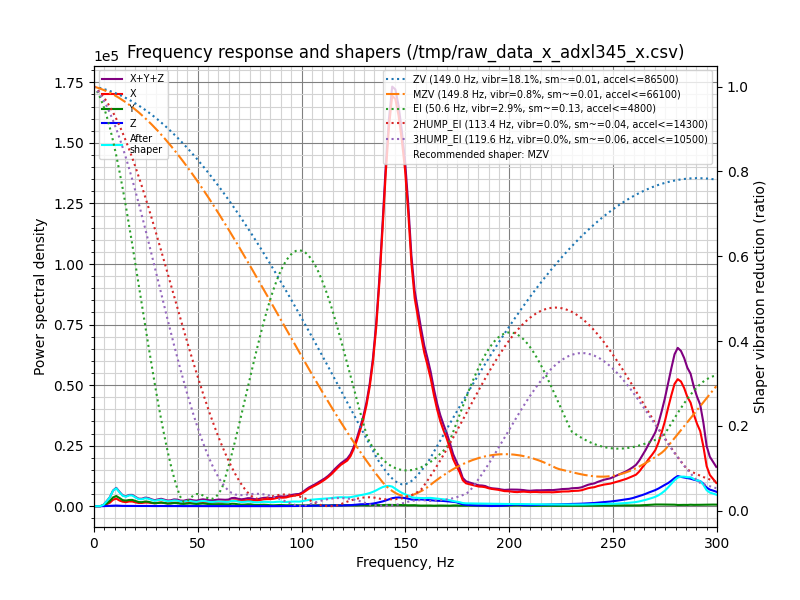 Frequency response and shapers (/tmp/raw_data_x_adxl345_x.csv)
1e5
X+Y+Z
X
Y
Z
After
shaper
ZV (149.0 Hz, vibr=18.1%, sm~=0.01, accel<=86500)
MZV (149.8 Hz, vibr=0.8%, sm~=0.01, accel<=66100)
EI (50.6 Hz, vibr=2.9%, sm~=0.13, accel<=4800)
2HUMP_EI (113.4 Hz, vibr=0.0%, sm~=0.04, accel<=14300)
3HUMP_EI (119.6 Hz, vibr=0.0%, sm~=0.06, accel<=10500)
Recommended shaper: MZV
Power spectral density
1.75
1.50
1.25
1.00
0.75
0.50
0.25
0.00
0
50
100
150
200
250
300
Frequency, Hz
1.0
0.8
0.6
0.4
0.2
0.0
Shaper vibration reduction (ratio)